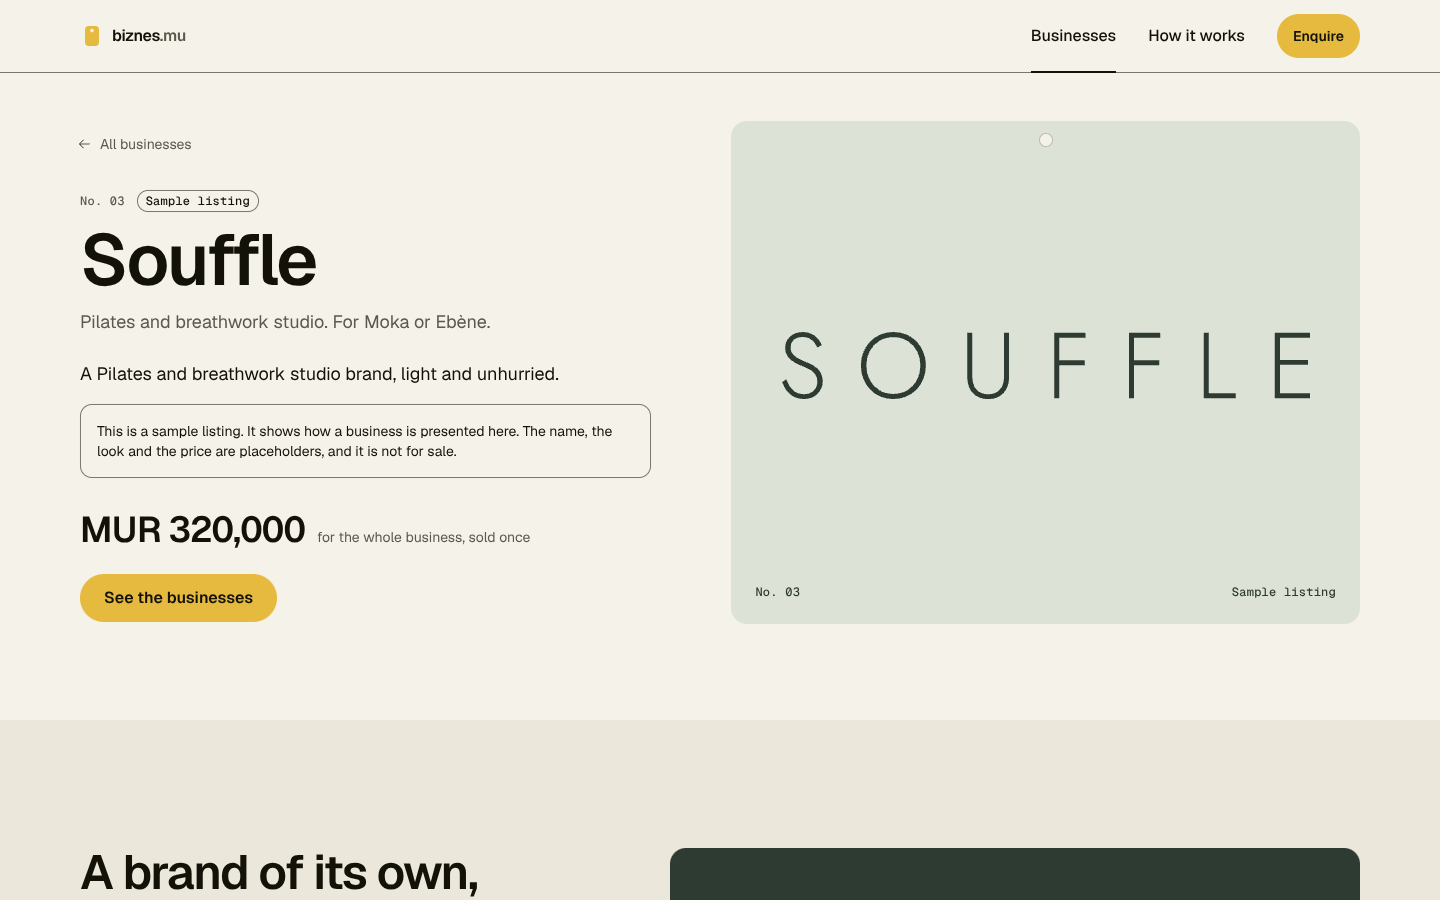 biznes.mu
Businesses
How it works
Enquire
All businesses
No. 03
Sample listing
Souffle
Pilates and breathwork studio. For Moka or Ebène.
A Pilates and breathwork studio brand, light and unhurried.
This is a sample listing. It shows how a business is presented here. The name, the
look and the price are placeholders, and it is not for sale.
MUR 320,000 for the whole business, sold once
See the businesses
SOUFFLE
No. 03
Sample listing
A brand of its own,